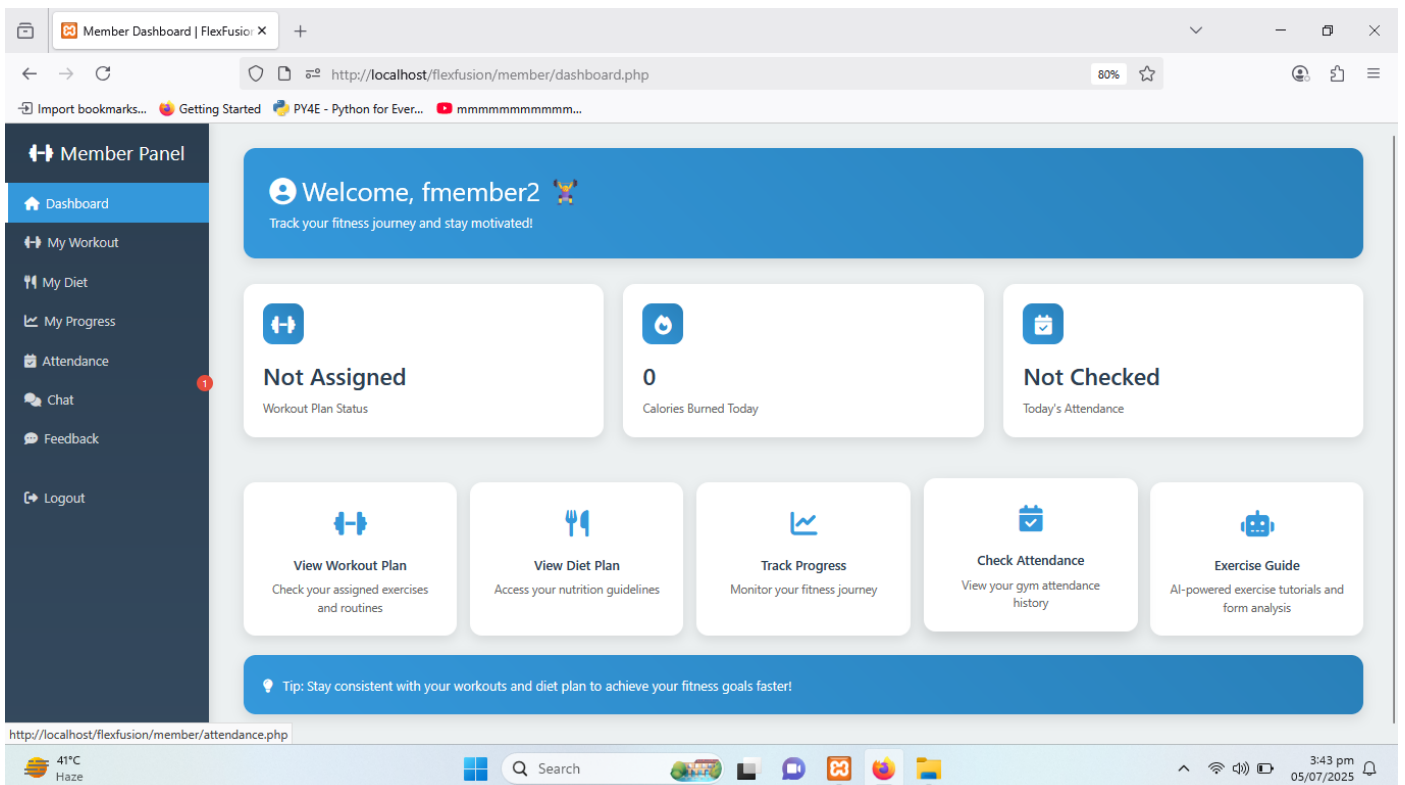 Member Dashboard | FlexFusion
http://localhost/flexfusion/member/dashboard.php
80%
Import bookmarks...
Getting Started
PY4E - Python for Ever...
mmmmmmmmmmm...
Member Panel
Dashboard
My Workout
My Diet
My Progress
Attendance
1
Chat
Feedback
Logout
Welcome, fmember2
Track your fitness journey and stay motivated!
Not Assigned
Workout Plan Status
0
Calories Burned Today
Not Checked
Today's Attendance
View Workout Plan
Check your assigned exercises
and routines
View Diet Plan
Access your nutrition guidelines
Track Progress
Monitor your fitness journey
Check Attendance
View your gym attendance
history
Exercise Guide
AI-powered exercise tutorials and
form analysis
Tip: Stay consistent with your workouts and diet plan to achieve your fitness goals faster!
http://localhost/flexfusion/member/attendance.php
41°C
Haze
Search
3:43 pm
05/07/2025